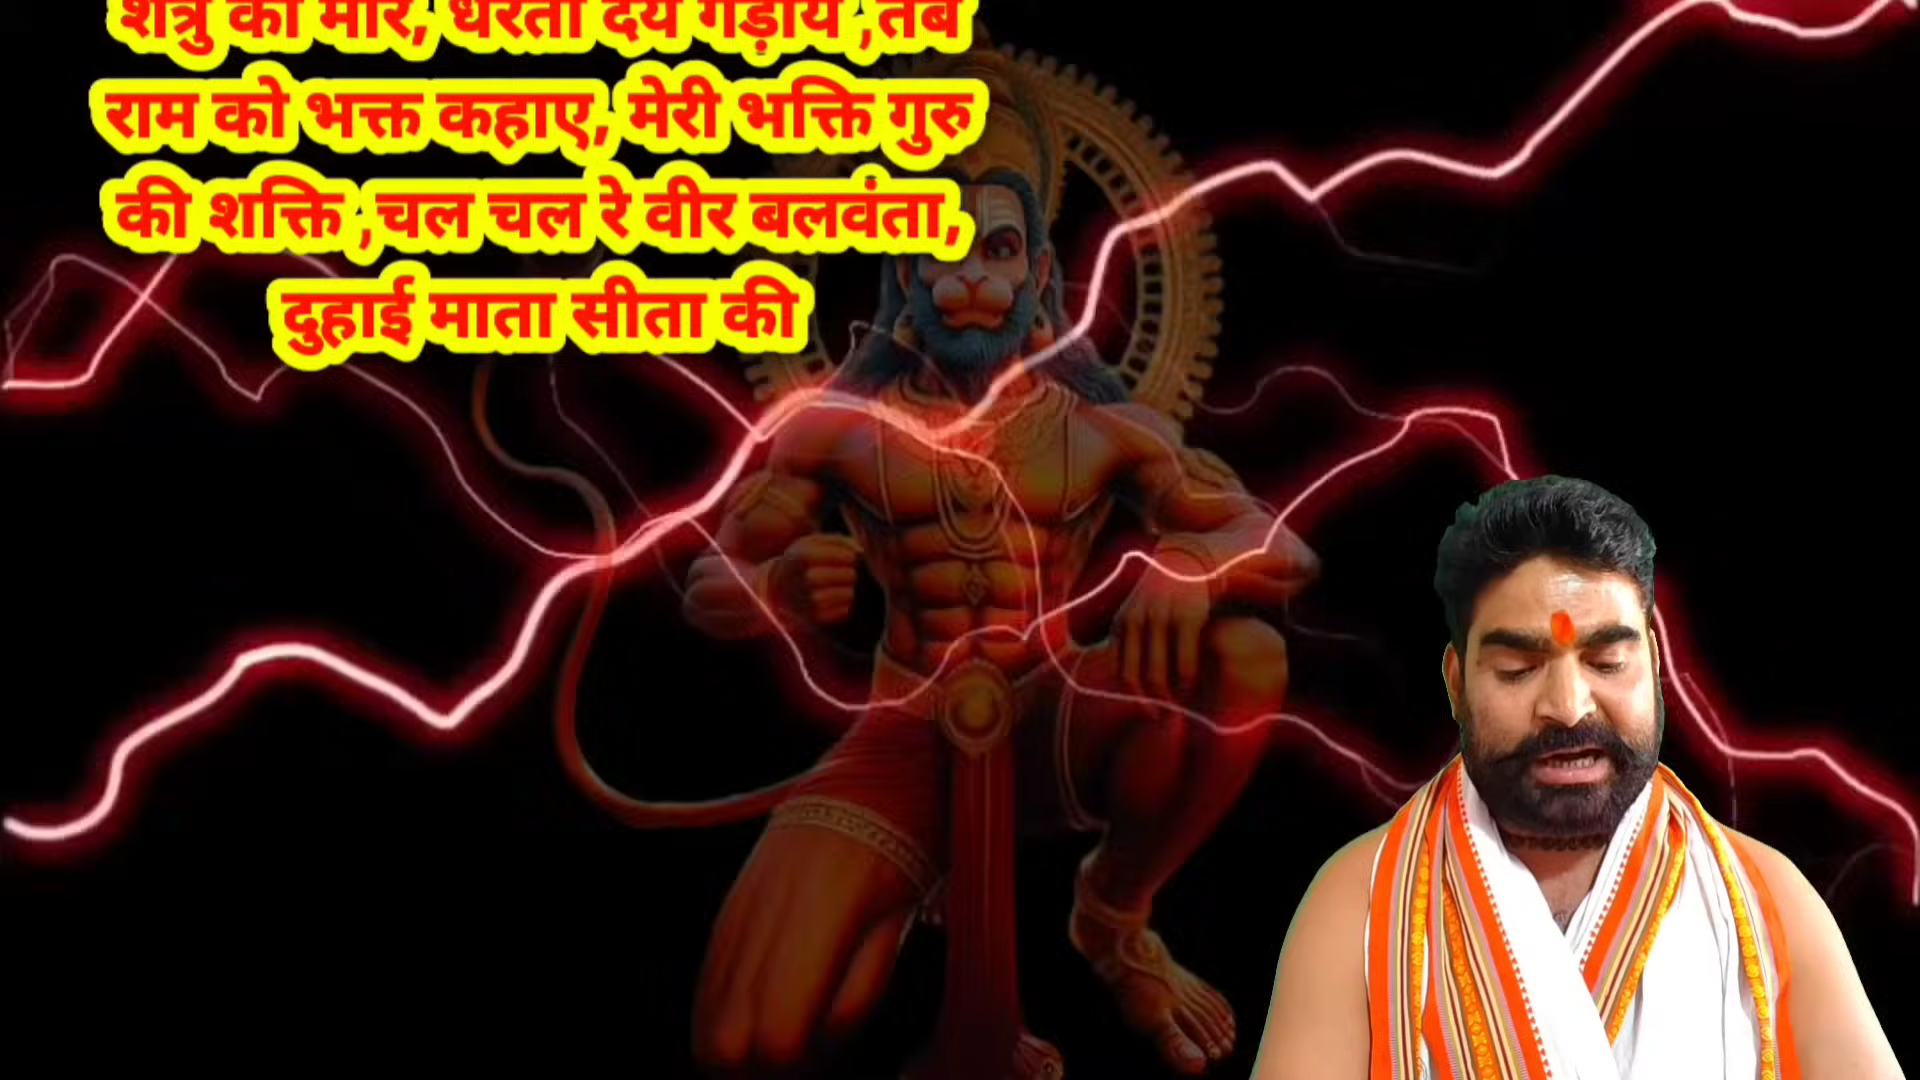 शत्रु को मार, धरती दय गड़ाय ,तब
राम को भक्त कहाए, मेरी भक्ति गुरु
की शक्ति ,चल चल रे वीर बलवंता,
दुहाई माता सीता की